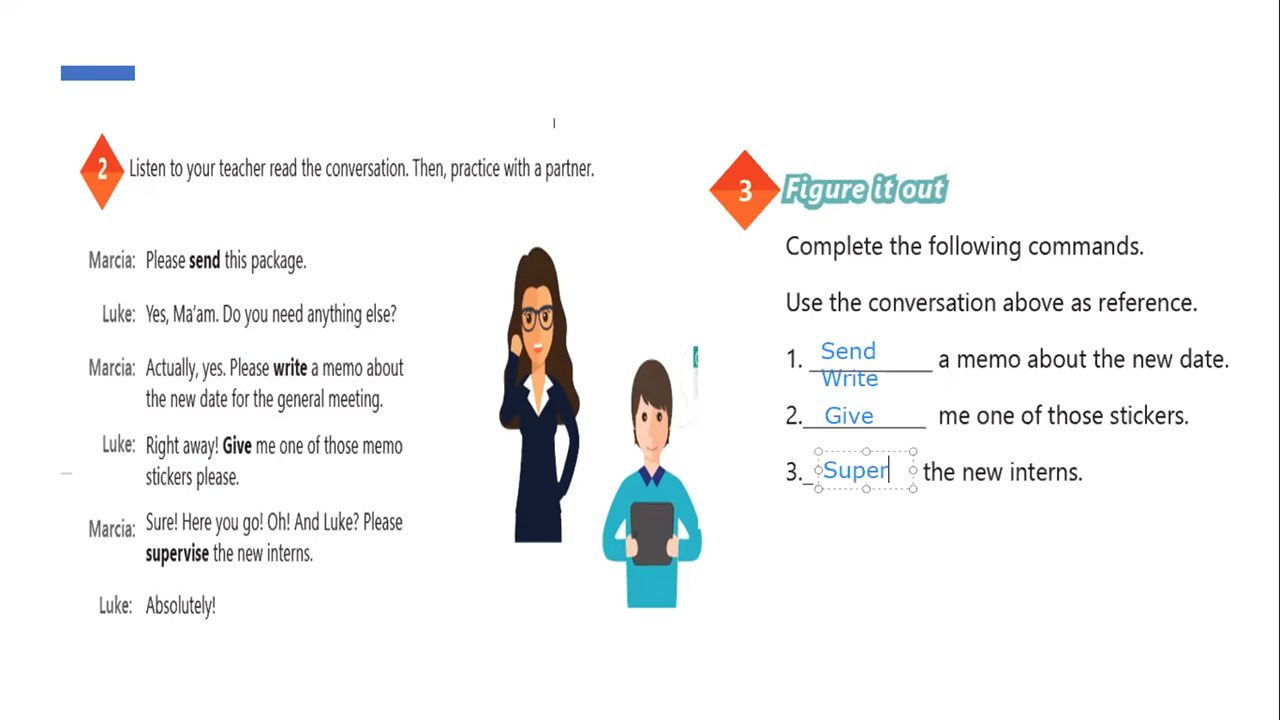 2 Listen to your teacher read the conversation. Then, practice with a partner.
Marcia: Please send this package.
Luke: Yes, Ma'am. Do you need anything else?
Marcia: Actually, yes. Please write a memo about
the new date for the general meeting.
Luke: Right away! Give me one of those memo
stickers please.
Marcia: Sure! Here you go! Oh! And Luke? Please
supervise the new interns.
Luke: Absolutely!
3 Figure it out
Complete the following commands.
Use the conversation above as reference.
1. Send a memo about the new date.
Write
2. Give me one of those stickers.
3. Super the new interns.